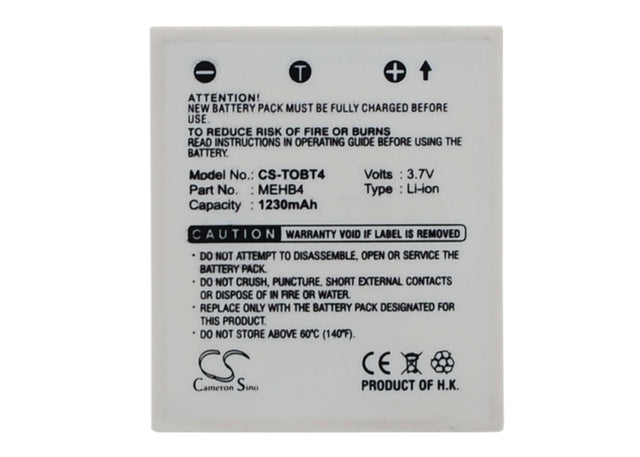 T
ATTENTION!
NEW BATTERY PACK MUST BE FULLY CHARGED BEFORE
USE.
TO REDUCE RISK OF FIRE OR BURNS
READ INSTRUCTIONS IN OPERATING GUIDE BEFORE USING THE
BATTERY.
Model No.: CS-TOBT4 Volts : 3.7V
Part No. : MEHB4 Type : Li-ion
Capacity : 1230mAh
CAUTION WARRANTY VOID IF LABEL IS REMOVED
· DO NOT ATTEMPT TO DISASSEMBLE, OPEN OR SERVICE THE
BATTERY PACK.
· DO NOT CRUSH, PUNCTURE, SHORT EXTERNAL CONTACTS
OR DISPOSE OF IN FIRE OR WATER.
· REPLACE ONLY WITH THE BATTERY PACK DESIGNATED FOR
THIS PRODUCT.
· DO NOT STORE ABOVE 60°C (140°F).
CS CE
Cameron Sino PRODUCT OF H.K.